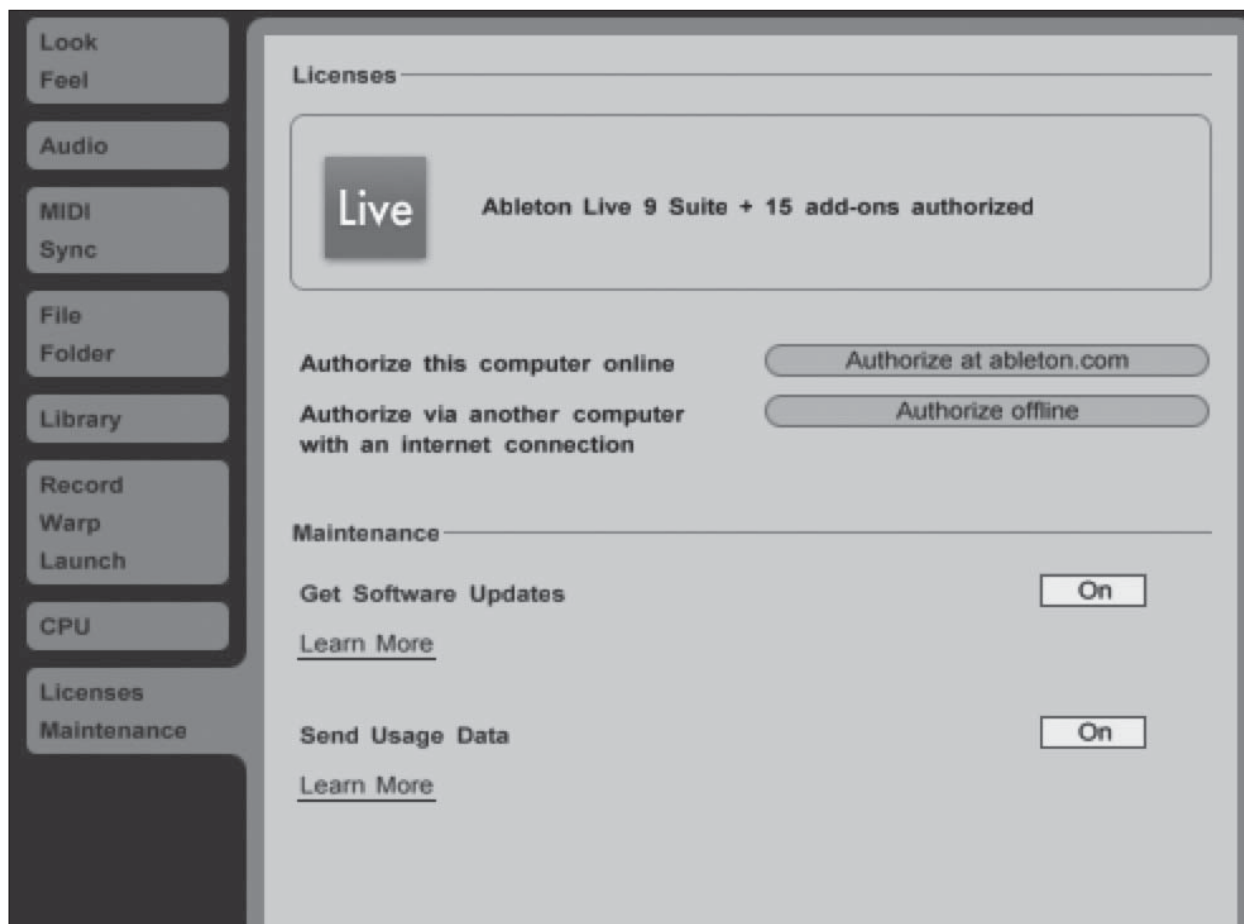 Look
Feel
Audio
MIDI
Sync
File
Folder
Library
Record
Warp
Launch
CPU
Licenses
Maintenance
Licenses
Live
Ableton Live 9 Suite + 15 add-ons authorized
Authorize this computer online
Authorize at ableton.com
Authorize via another computer
with an internet connection
Authorize offline
Maintenance
Get Software Updates
On
Learn More
Send Usage Data
On
Learn More